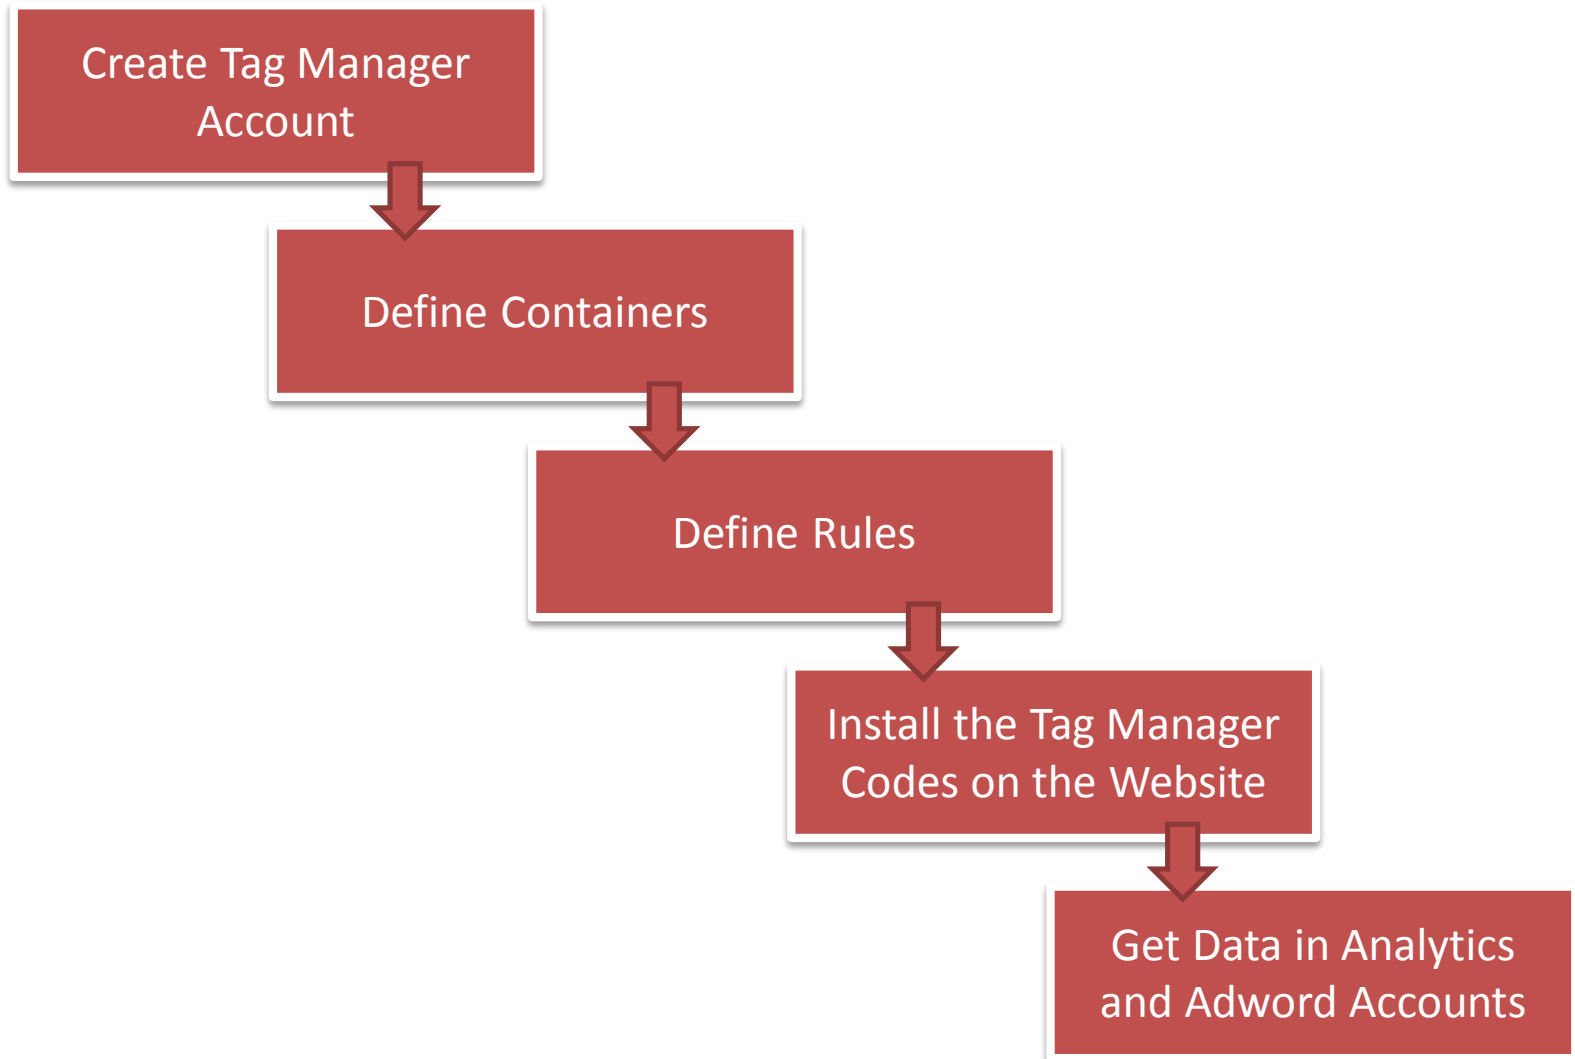 Create Tag Manager
Account
Define Containers
Define Rules
Install the Tag Manager
Codes on the Website
Get Data in Analytics
and Adword Accounts